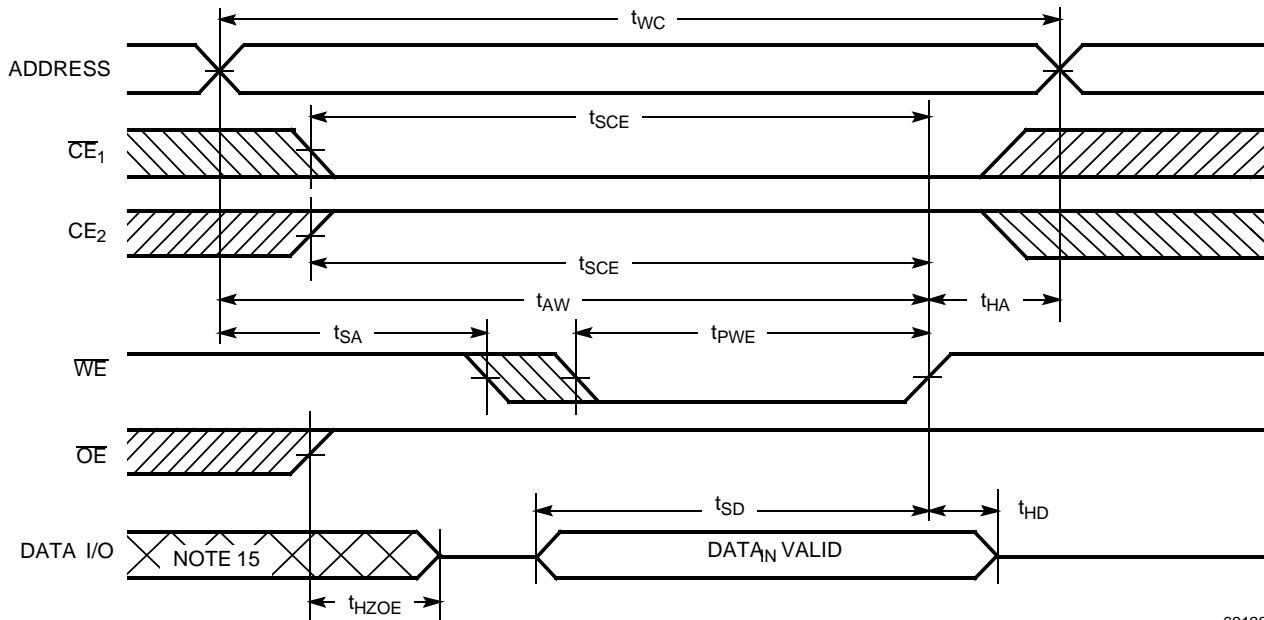 tWC
ADDRESS
tSCE
CE1
CE2
tSCE
tAW
tHA
tSA
tPWE
WE
OE
tSD
tHD
DATA I/O
NOTE 15
DATAIN VALID
tHZOE